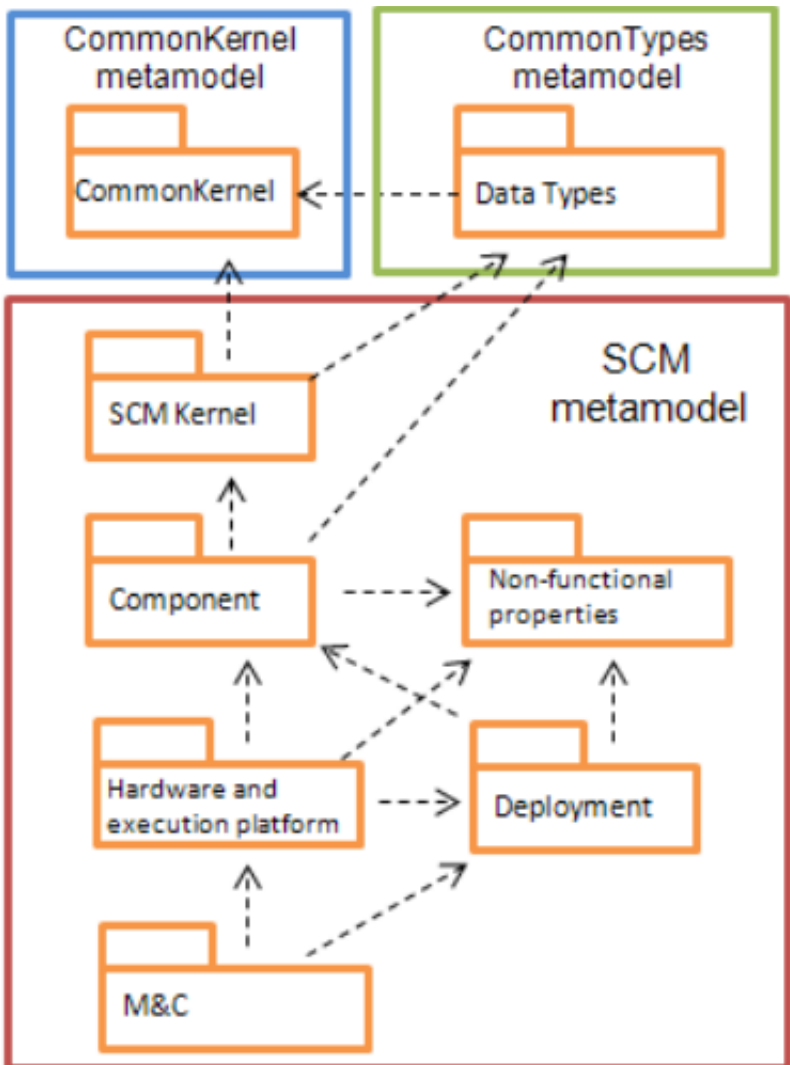 CommonKernel
metamodel
CommonTypes
metamodel
CommonKernel
Data Types
SCM
metamodel
SCM Kernel
Component
Non-functional
properties
Hardware and
execution platform
Deployment
M&C